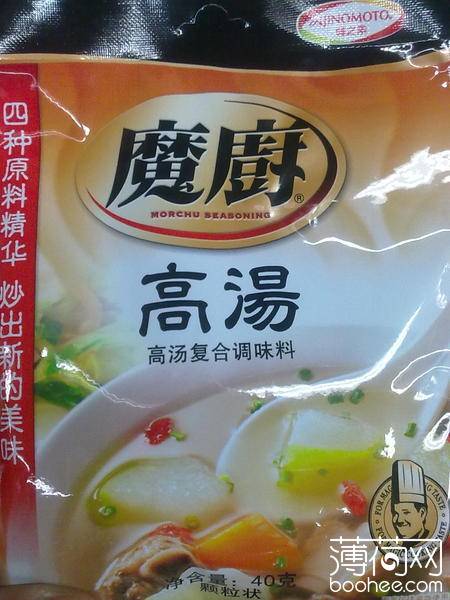 AJINOMOTO
味之素
魔廚
MORCHU SEASONING
®
高湯
高汤复合调味料
四种原料精华 炒出新的美味
净含量: 40克
颗粒状
薄荷网
boohee.com